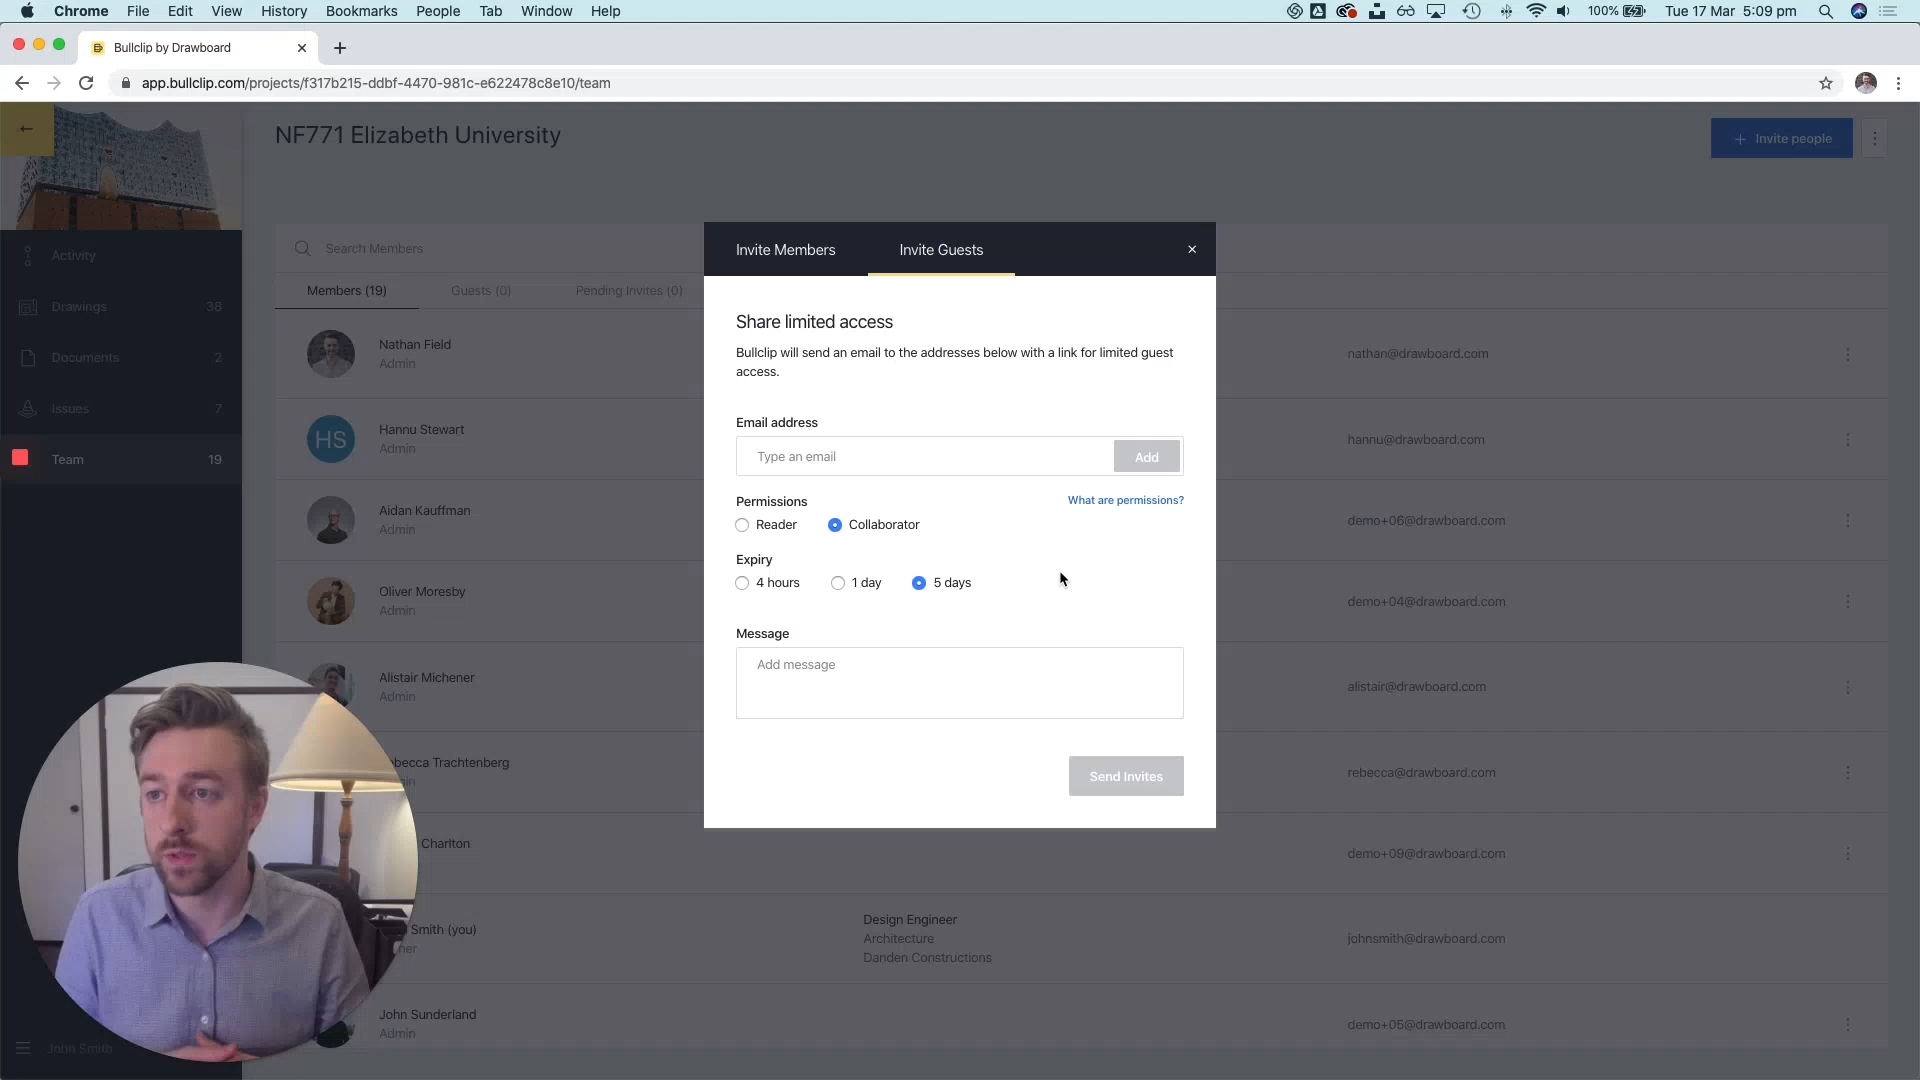 Chrome File Edit View History Bookmarks People Tab Window Help 100% Tue 17 Mar 5:09 pm
Bullclip by Drawboard
app.bullclip.com/projects/f317b215-ddbf-4470-981c-e622478c8e10/team
NF771 Elizabeth University
Invite people
Activity
Drawings 38
Documents 2
Issues 7
Team 19
John Smith
Search Members
Members (19) Guests (0) Pending Invites (0)
Nathan Field
Admin
nathan@drawboard.com
HS
Hannu Stewart
Admin
hannu@drawboard.com
Aidan Kauffman
Admin
demo+06@drawboard.com
Oliver Moresby
Admin
demo+04@drawboard.com
Alistair Michener
Admin
alistair@drawboard.com
Trachtenberg
rebecca@drawboard.com
Charlton
demo+09@drawboard.com
Smith (you)
Design Engineer
Architecture
Danden Constructions
johnsmith@drawboard.com
John Sunderland
Admin
demo+05@drawboard.com
Invite Members Invite Guests
Share limited access
Bullclip will send an email to the addresses below with a link for limited guest
access.
Email address
Type an email Add
Permissions What are permissions?
Reader Collaborator
Expiry
4 hours 1 day 5 days
Message
Add message
Send Invites